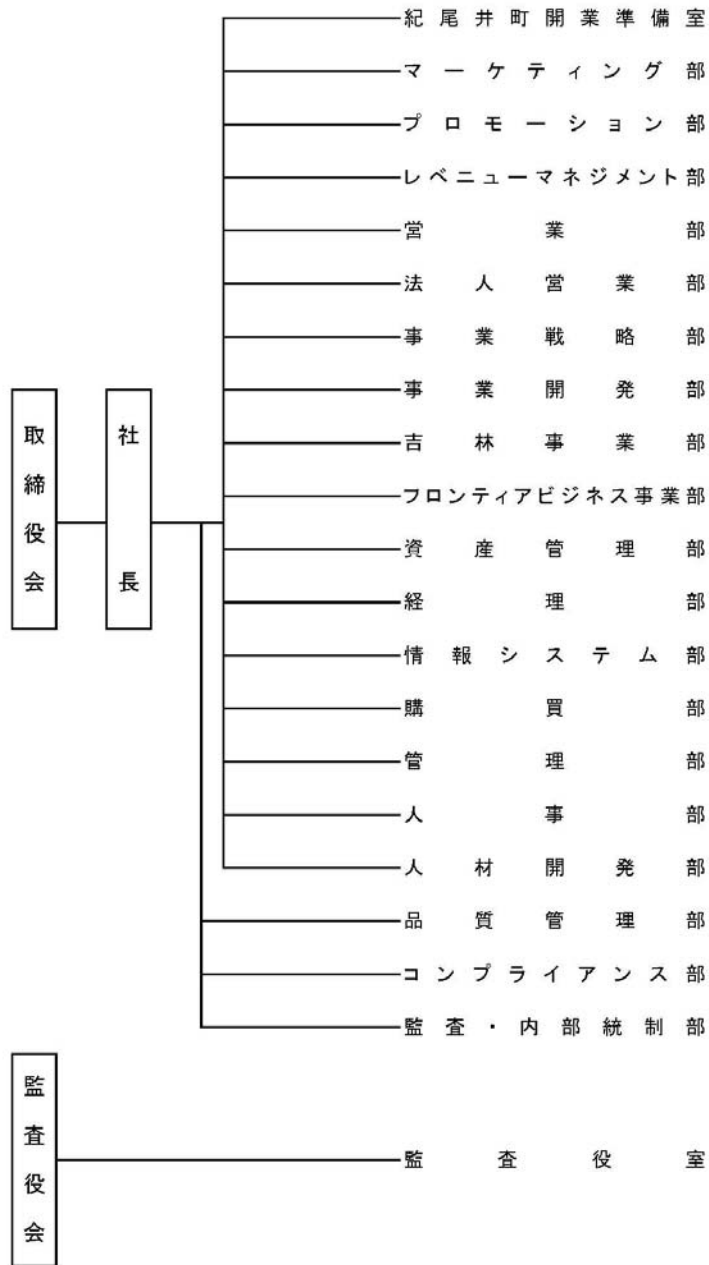 紀尾井町開業準備室
マーケティング部
プロモーション部
レベニューマネジメント部
営業部
法人営業部
事業戦略部
事業開発部
吉林事業部
フロンティアビジネス事業部
資産管理部
経理部
情報システム部
購買部
管理部
人事部
人材開発部
品質管理部
コンプライアンス部
監査・内部統制部
取締役会
社長
監査役会
監査役室